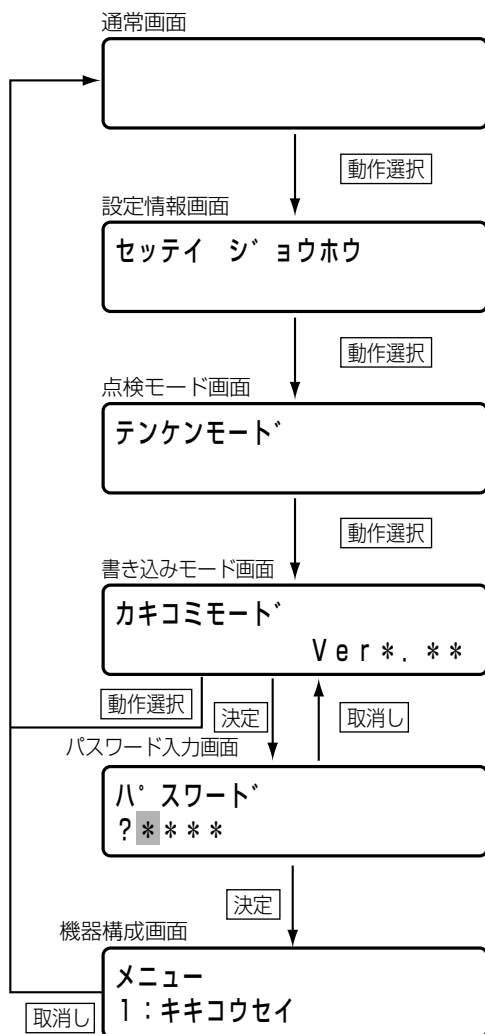 通常画面
動作選択
設定情報画面
セッテイ シ゛ョウホウ
動作選択
点検モード画面
テンケンモート゛
動作選択
書き込みモード画面
カキコミモート゛
Ver*.**
動作選択
決定
取消し
パスワード入力画面
ハ゜スワート゛
?****
決定
機器構成画面
メニュー
1:キキコウセイ
取消し